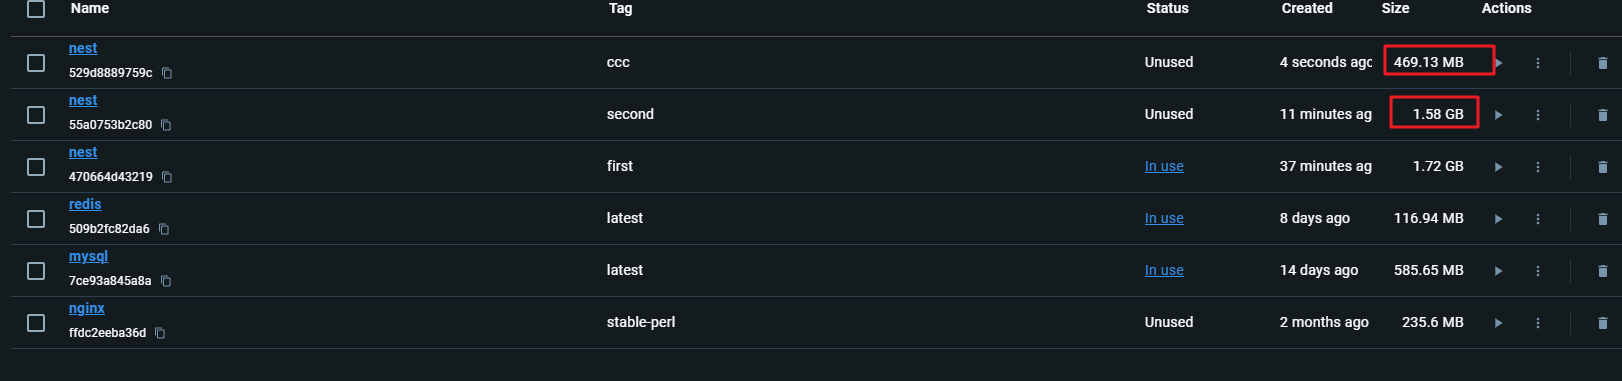 Name Tag Status Created Size Actions
nest
529d8889759c ccc Unused 4 seconds agc 469.13 MB
nest
55a0753b2c80 second Unused 11 minutes ag 1.58 GB
nest
470664d43219 first In use 37 minutes ag 1.72 GB
redis
509b2fc82da6 latest In use 8 days ago 116.94 MB
mysql
7ce93a845a8a latest In use 14 days ago 585.65 MB
nginx
ffdc2eeba36d stable-perl Unused 2 months ago 235.6 MB